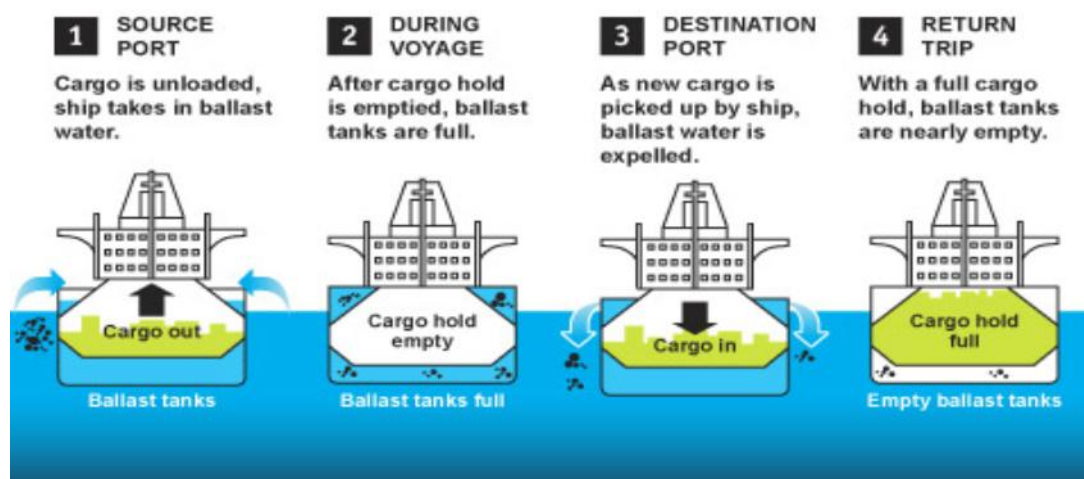 1 SOURCE
PORT
Cargo is unloaded,
ship takes in ballast
water.
Cargo out
Ballast tanks
2 DURING
VOYAGE
After cargo hold
is emptied, ballast
tanks are full.
Cargo hold
empty
Ballast tanks full
3 DESTINATION
PORT
As new cargo is
picked up by ship,
ballast water is
expelled.
Cargo in
4 RETURN
TRIP
With a full cargo
hold, ballast tanks
are nearly empty.
Cargo hold
full
Empty ballast tanks